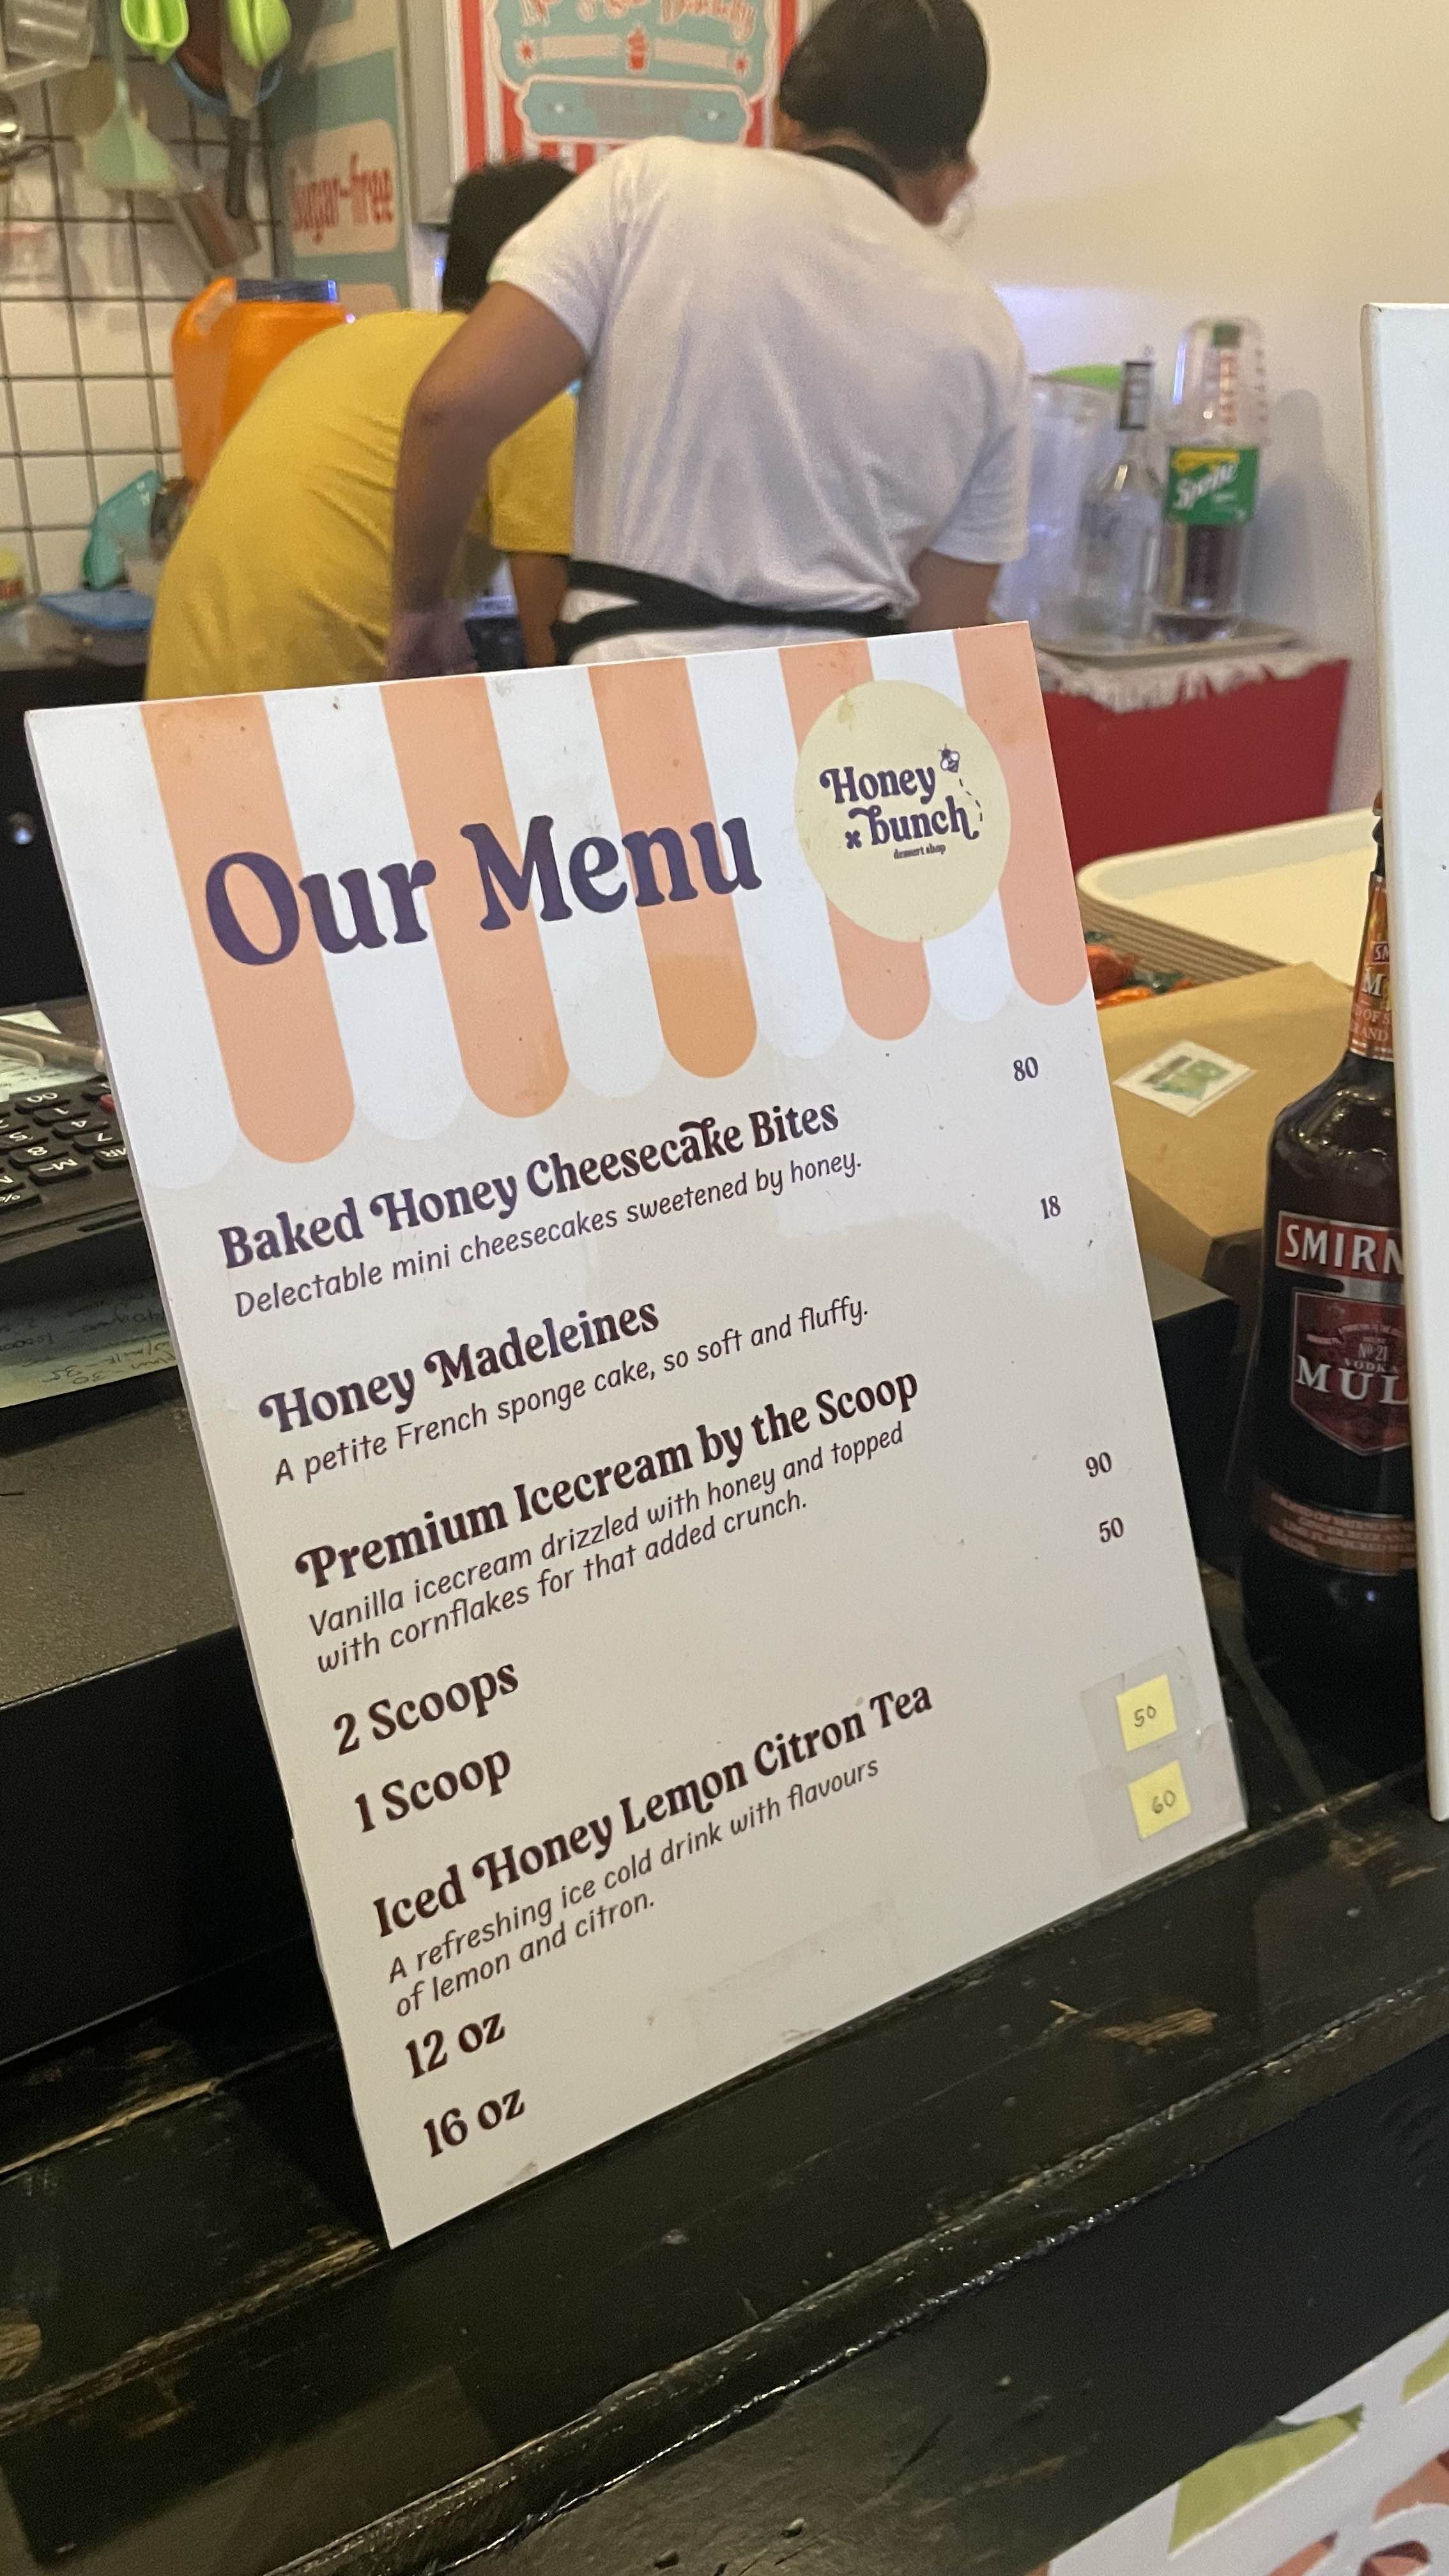 Sugar-free
Sprite
Our Menu
Honey
bunch
dessert shop
Baked Honey Cheesecake Bites 80
Delectable mini cheesecakes sweetened by honey.
Honey Madeleines 18
A petite French sponge cake, so soft and fluffy.
Premium Icecream by the Scoop
Vanilla icecream drizzled with honey and topped
with cornflakes for that added crunch.
2 Scoops 90
1 Scoop 50
Iced Honey Lemon Citron Tea
A refreshing ice cold drink with flavours
of lemon and citron.
12 oz 50
16 oz 60
SMIRN
Nº 21
VODKA
MUL